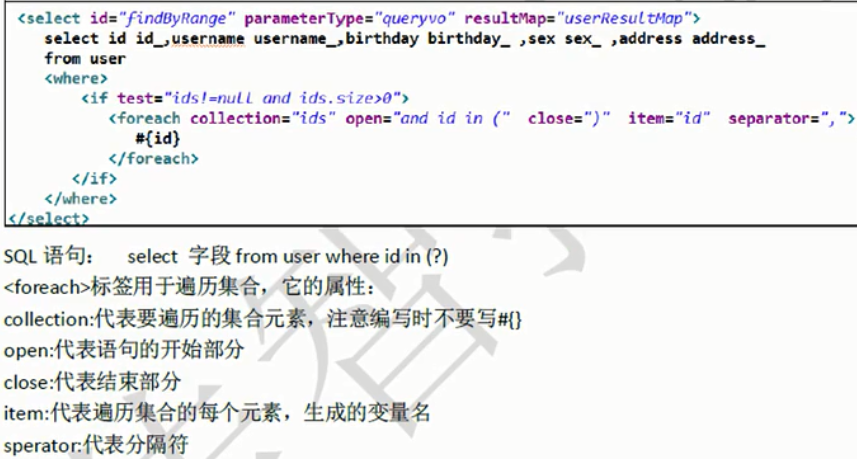 <select id="findByRange" parameterType="queryvo" resultMap="userResultMap">
select id id_,username username_,birthday birthday_ ,sex sex_ ,address address_
from user
<where>
<if test="ids!=null and ids.size>0">
<foreach collection="ids" open="and id in (" close=")" item="id" separator=",">
#{id}
</foreach>
</if>
</where>
</select>
SQL 语句： select 字段 from user where id in (?)
<foreach>标签用于遍历集合，它的属性：
collection:代表要遍历的集合元素，注意编写时不要写#{}
open:代表语句的开始部分
close:代表结束部分
item:代表遍历集合的每个元素，生成的变量名
sperator:代表分隔符